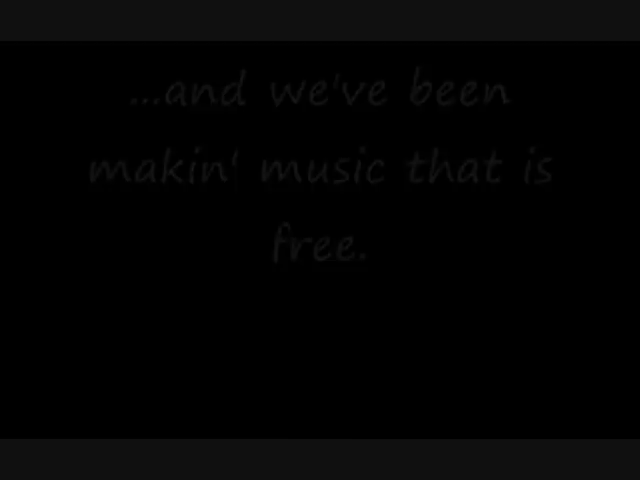 ...and we've been
makin' music that is
free.